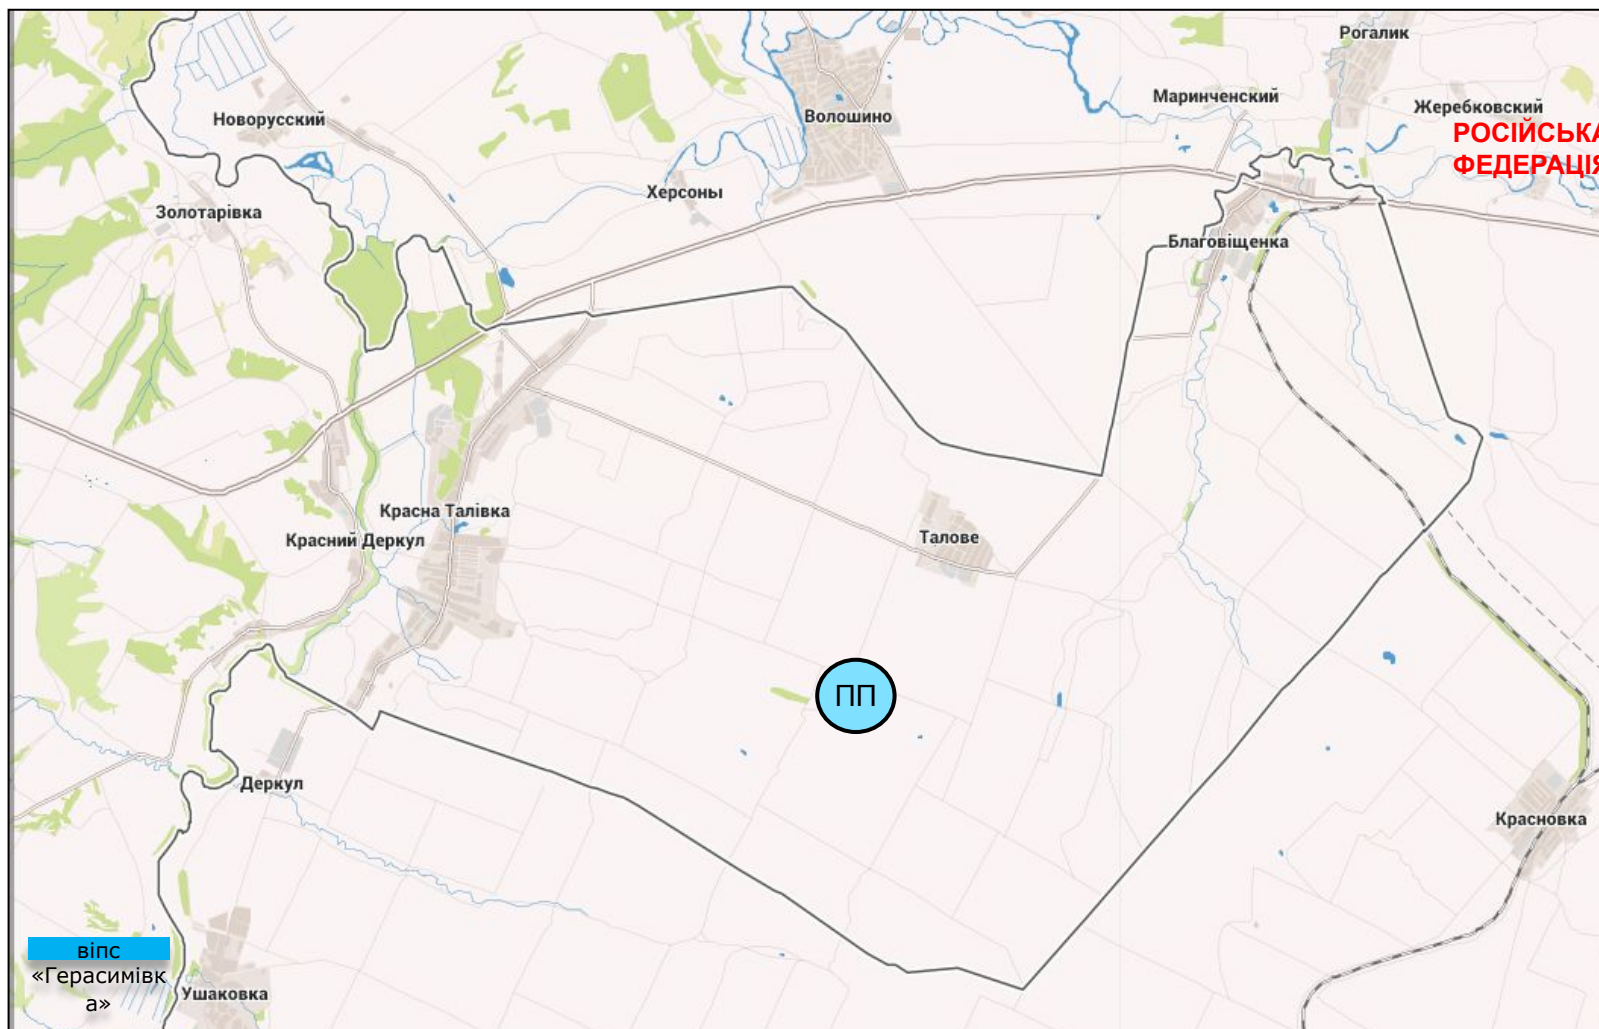 Рогалик
Маринченский
Жеребковский
Новорусский
Волошино
РОСІЙСЬКА
ФЕДЕРАЦІЯ
Херсоны
Золотарівка
Благовіщенка
Красна Талівка
Красний Деркул
Талове
ПП
Деркул
Красновка
віпс
«Герасимівк
а»
Ушаковка